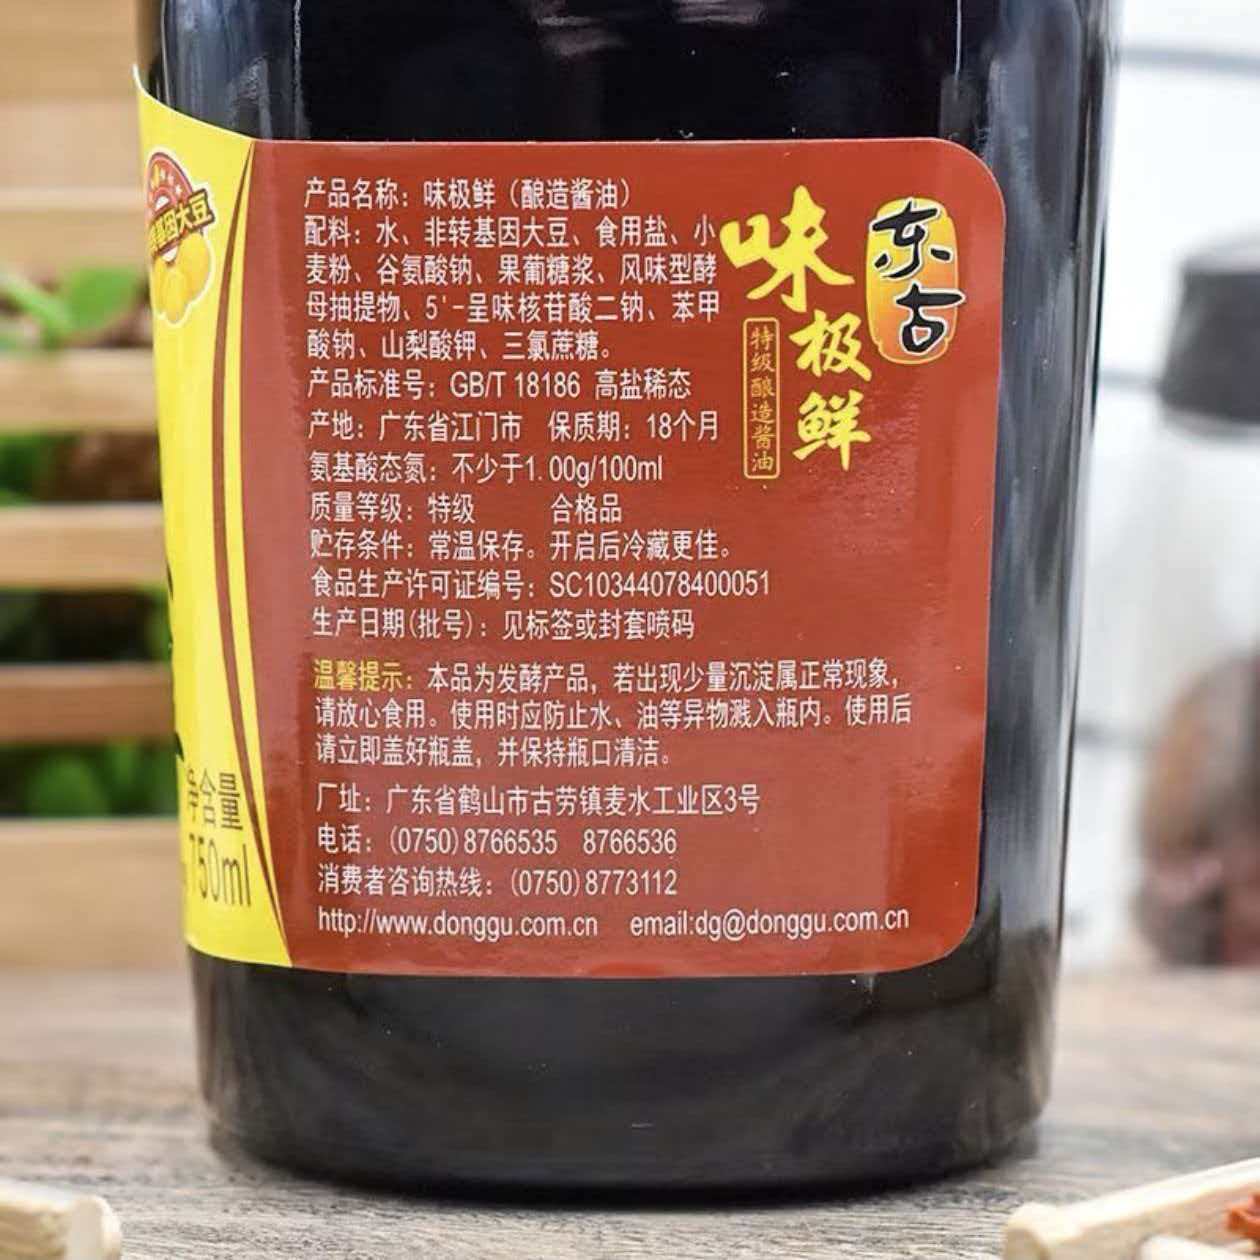 基因大豆
净含量
750ml
产品名称：味极鲜（酿造酱油）
配料：水、非转基因大豆、食用盐、小
麦粉、谷氨酸钠、果葡糖浆、风味型酵
母抽提物、5'-呈味核苷酸二钠、苯甲
酸钠、山梨酸钾、三氯蔗糖。
产品标准号：GB/T 18186 高盐稀态
产地：广东省江门市 保质期：18个月
氨基酸态氮：不少于1.00g/100ml
质量等级：特级 合格品
贮存条件：常温保存。开启后冷藏更佳。
食品生产许可证编号：SC10344078400051
生产日期(批号)：见标签或封套喷码
温馨提示：本品为发酵产品，若出现少量沉淀属正常现象，
请放心食用。使用时应防止水、油等异物溅入瓶内。使用后
请立即盖好瓶盖，并保持瓶口清洁。
厂址：广东省鹤山市古劳镇麦水工业区3号
电话：(0750)8766535 8766536
消费者咨询热线：(0750)8773112
http://www.donggu.com.cn email:dg@donggu.com.cn
味极鲜
特级酿造酱油
东古